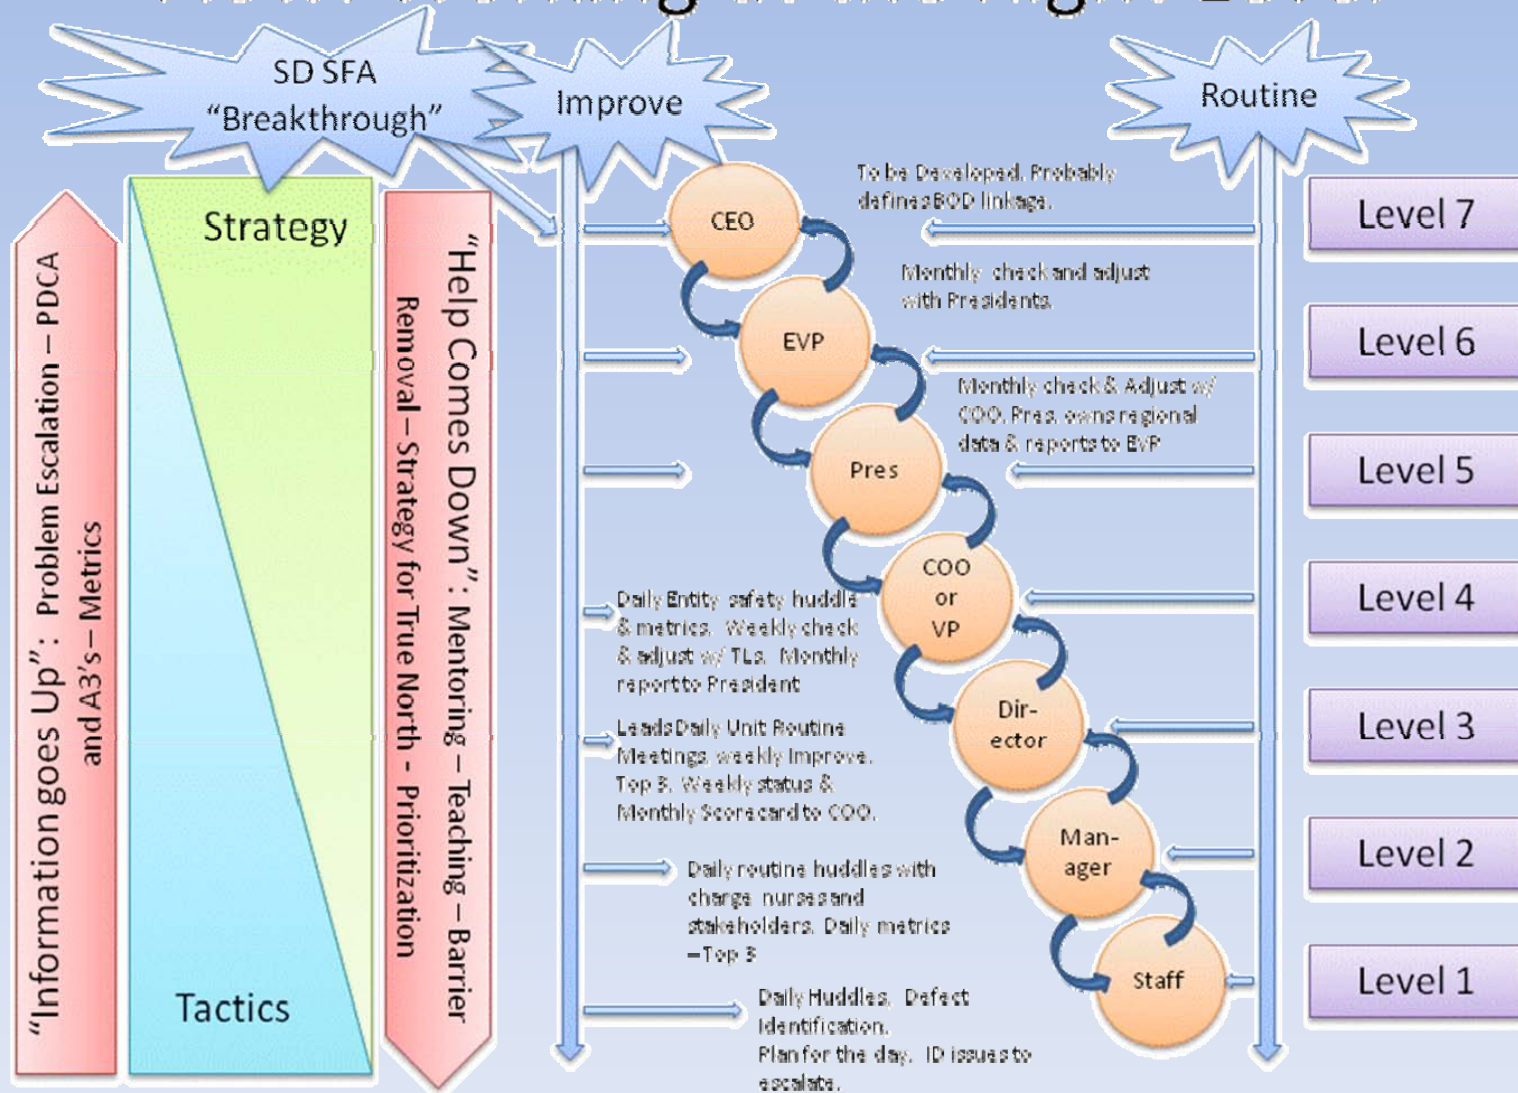 SD SFA
“Breakthrough”
Improve
Routine
“Information goes Up”:  Problem Escalation – PDCA
and A3’s – Metrics
Strategy
Tactics
“Help Comes Down”: Mentoring – Teaching – Barrier
Removal – Strategy for True North - Prioritization
CEO
EVP
Pres
COO
or
VP
Dir-
ector
Man-
ager
Staff
To be Developed. Probably
defines BOD linkage.
Monthly check and adjust
with Presidents.
Monthly check & Adjust w/
COO. Pres. owns regional
data & reports to EVP
Daily Entity safety huddle
& metrics. Weekly check
& adjust w/ TLs. Monthly
report to President
Leads Daily Unit Routine
Meetings, weekly Improve.
Top 3. Weekly status &
Monthly Scorecard to COO.
Daily routine huddles with
charge nurses and
stakeholders. Daily metrics
– Top 3
Daily Huddles, Defect
Identification.
Plan for the day. ID issues to
escalate.
Level 7
Level 6
Level 5
Level 4
Level 3
Level 2
Level 1